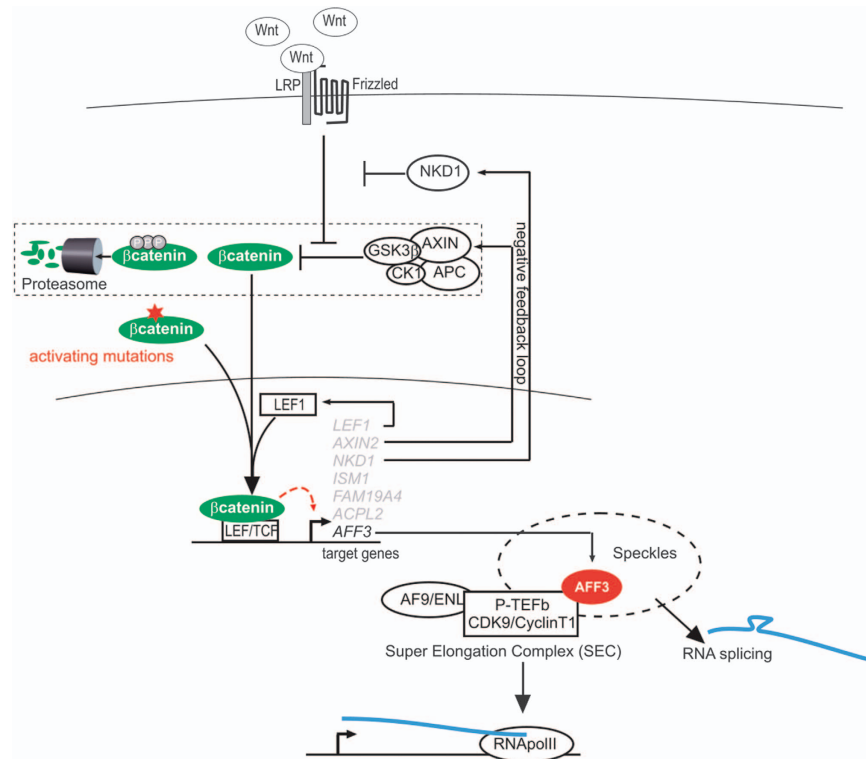 Wnt
Wnt
Wnt
LRP
Frizzled
NKD1
negative feedback loop
GSK3β
AXIN
CK1
APC
P P P
βcatenin
βcatenin
Proteasome
βcatenin
activating mutations
LEF1
LEF1
AXIN2
NKD1
ISM1
FAM19A4
ACPL2
AFF3
βcatenin
LEF/TCF
target genes
Speckles
AFF3
AF9/ENL
P-TEFb
CDK9/CyclinT1
Super Elongation Complex (SEC)
RNA splicing
RNApolII